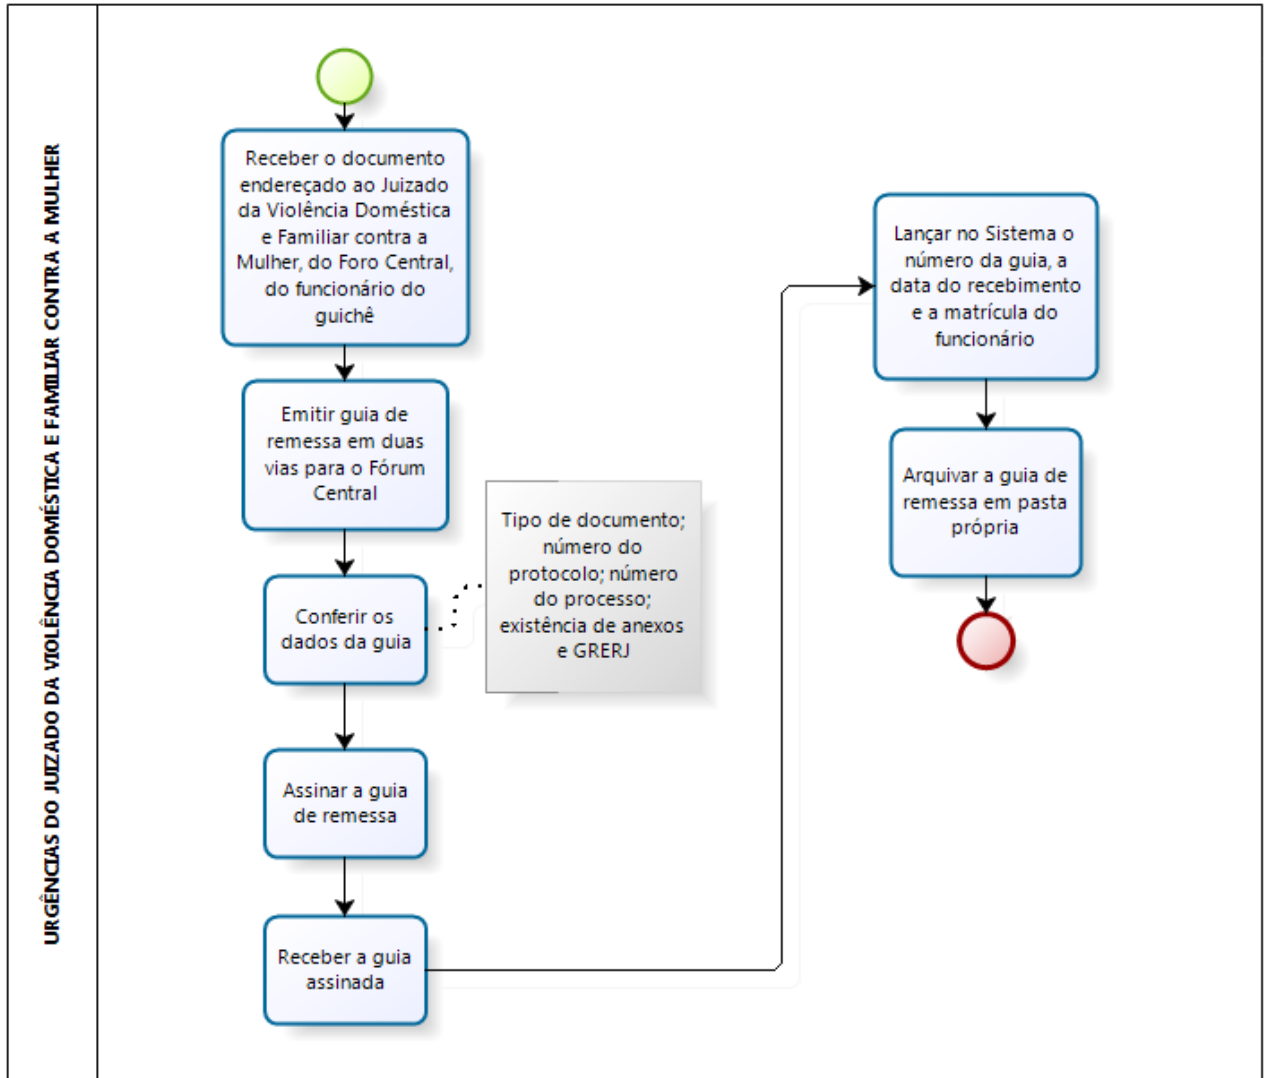 URGÊNCIAS DO JUIZADO DA VIOLÊNCIA DOMÉSTICA E FAMILIAR CONTRA A MULHER
Receber o documento
endereçado ao Juizado
da Violência Doméstica
e Familiar contra a
Mulher, do Foro Central,
do funcionário do
guichê
Emitir guia de
remessa em duas
vias para o Fórum
Central
Conferir os
dados da guia
Tipo de documento;
número do
protocolo; número
do processo;
existência de anexos
e GRERJ
Assinar a guia
de remessa
Receber a guia
assinada
Lançar no Sistema o
número da guia, a
data do recebimento
e a matrícula do
funcionário
Arquivar a guia de
remessa em pasta
própria